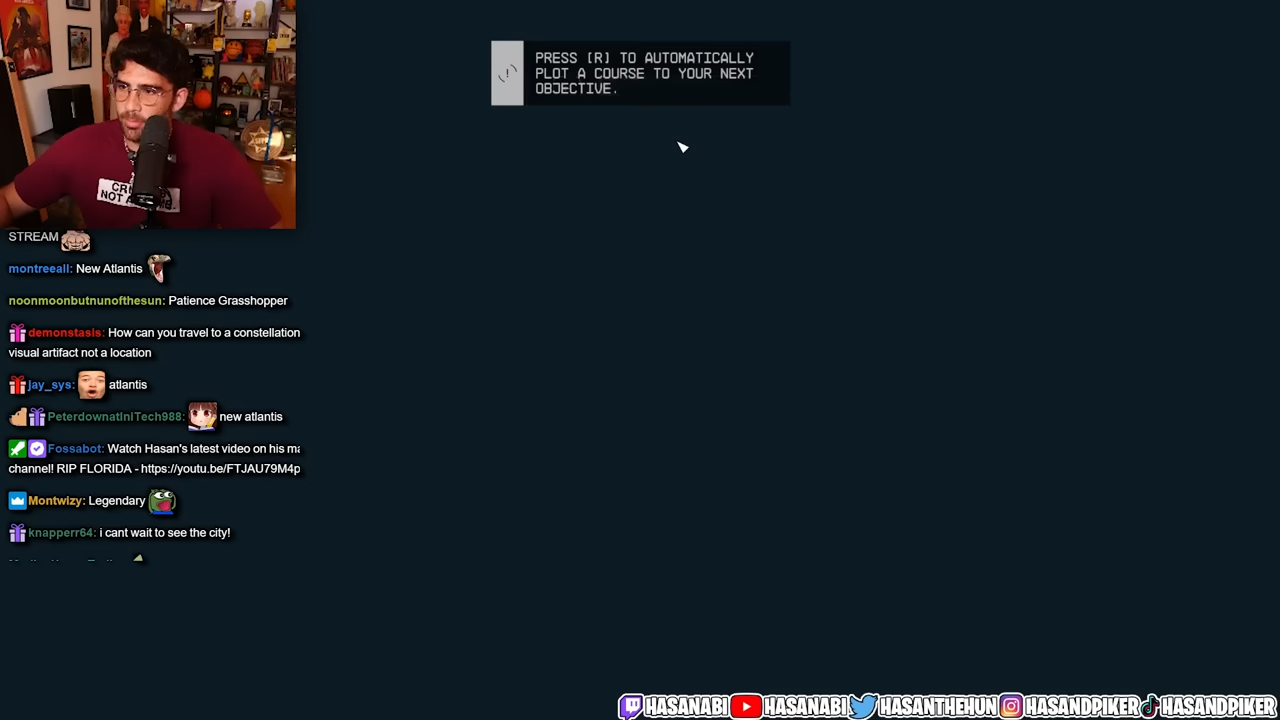 PRESS [R] TO AUTOMATICALLY
PLOT A COURSE TO YOUR NEXT
OBJECTIVE.
STREAM
montreeall: New Atlantis
noonmoonbutnunofthesun: Patience Grasshopper
demonstasis: How can you travel to a constellation
visual artifact not a location
jay_sys: atlantis
PeterdownatIniTech988: new atlantis
Fossabot: Watch Hasan's latest video on his ma
channel! RIP FLORIDA - https://youtu.be/FTJAU79M4p
Montwizy: Legendary
knapperr64: i cant wait to see the city!
HASANABI HASANABI HASANTHEHUN HASANDPIKER HASANDPIKER